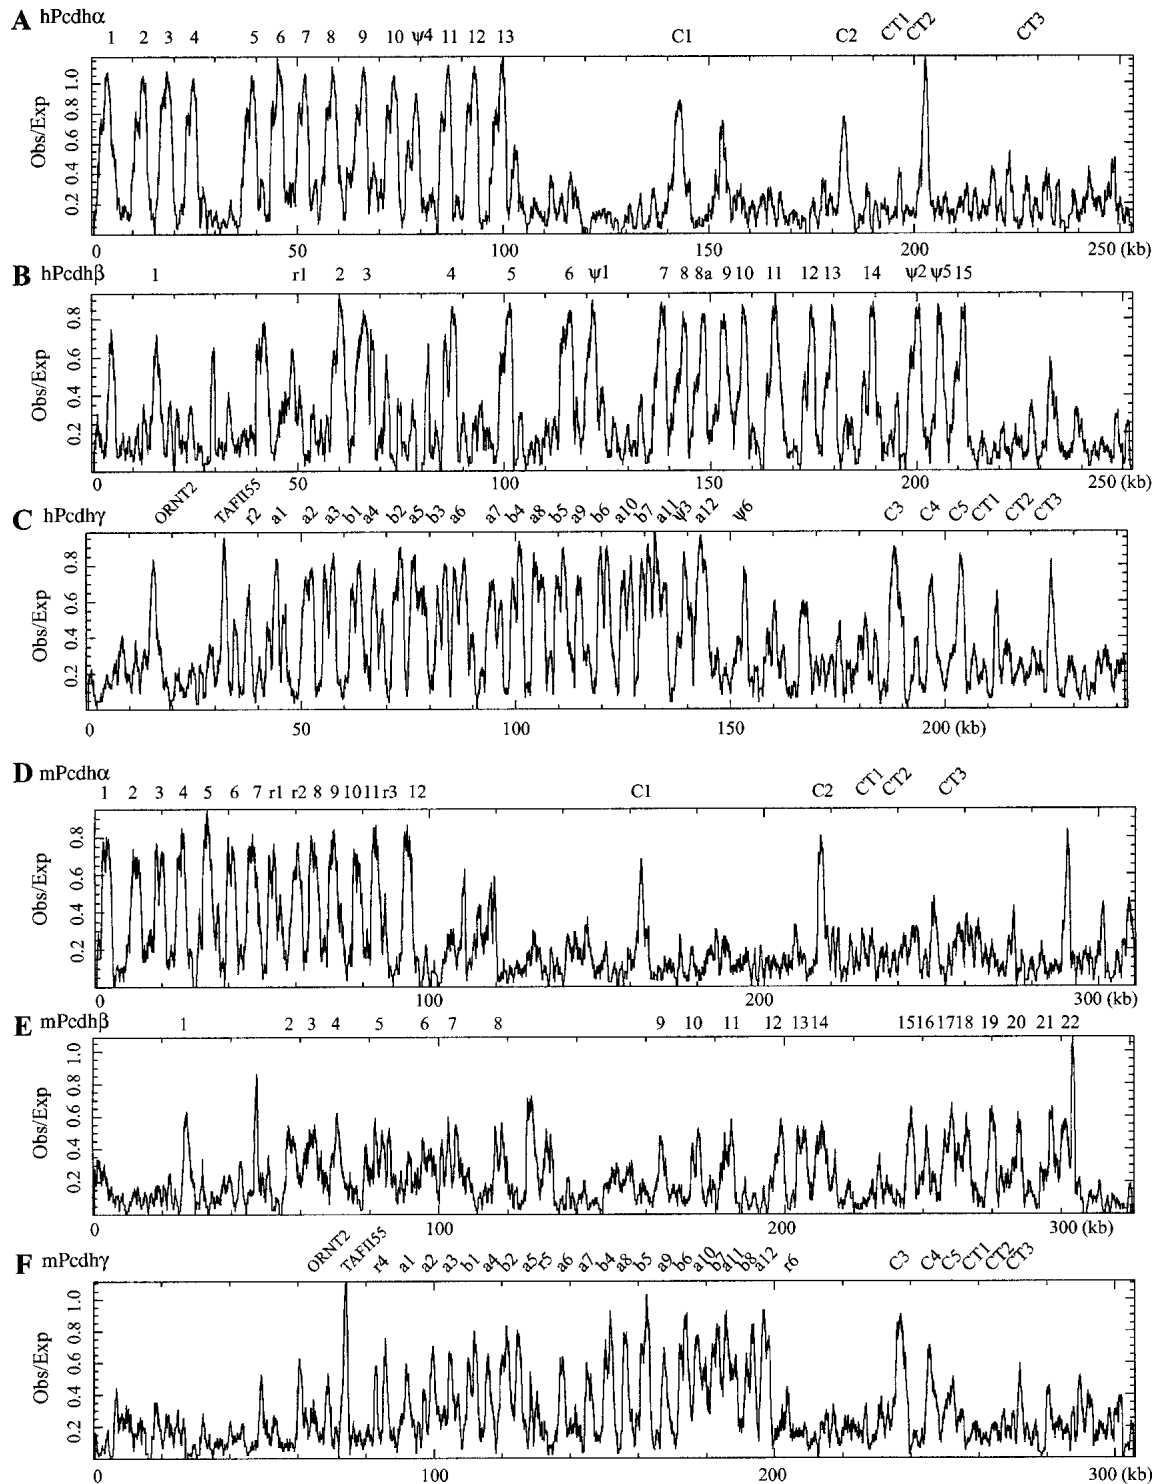 A hPcdhα
CT1 CT2 CT3
1 2 3 4 5 6 7 8 9 10 ψ4 11 12 13 C1 C2
Obs/Exp
1.0
0.8
0.6
0.4
0.2
0 50 100 150 200 250 (kb)
B hPcdhβ
1 r1 2 3 4 5 6 ψ1 7 8 8a 9 10 11 12 13 14 ψ2 ψ5 15
Obs/Exp
0.8
0.6
0.4
0.2
0 50 100 150 200 250 (kb)
C hPcdhγ
ORNT2 TAFII55 r2 a1 a2 a3 b1 a4 b2 a5 b3 a6 a7 b4 a8 b5 a9 b6 a10 b7 a11 ψ3 a12 ψ6 C3 C4 C5 CT1 CT2 CT3
Obs/Exp
0.8
0.6
0.4
0.2
0 50 100 150 200 (kb)
D mPcdhα
1 2 3 4 5 6 7 r1 r2 8 9 10 11 r3 12 C1 C2 CT1 CT2 CT3
Obs/Exp
0.8
0.6
0.4
0.2
0 100 200 300 (kb)
E mPcdhβ
1 2 3 4 5 6 7 8 9 10 11 12 13 14 15 16 17 18 19 20 21 22
Obs/Exp
1.0
0.8
0.6
0.4
0.2
0 100 200 300 (kb)
F mPcdhγ
ORNT2 TAFII55 r4 a1 a2 a3 b1 a4 b2 a5 r5 a6 a7 b4 a8 b5 a9 b6 a10 b7 a11 b8 a12 r6 C3 C4 C5 CT1 CT2 CT3
Obs/Exp
1.0
0.8
0.6
0.4
0.2
0 100 200 300 (kb)